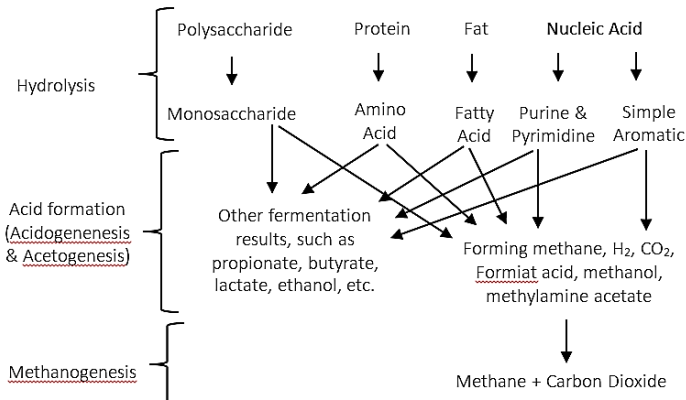 Polysaccharide
Protein
Fat
Nucleic Acid
Hydrolysis
Monosaccharide
Amino
Acid
Fatty
Acid
Purine &
Pyrimidine
Simple
Aromatic
Acid formation
(Acidogenenesis
& Acetogenesis)
Other fermentation
results, such as
propionate, butyrate,
lactate, ethanol, etc.
Forming methane, H₂, CO₂,
Formiat acid, methanol,
methylamine acetate
Methanogenesis
Methane + Carbon Dioxide